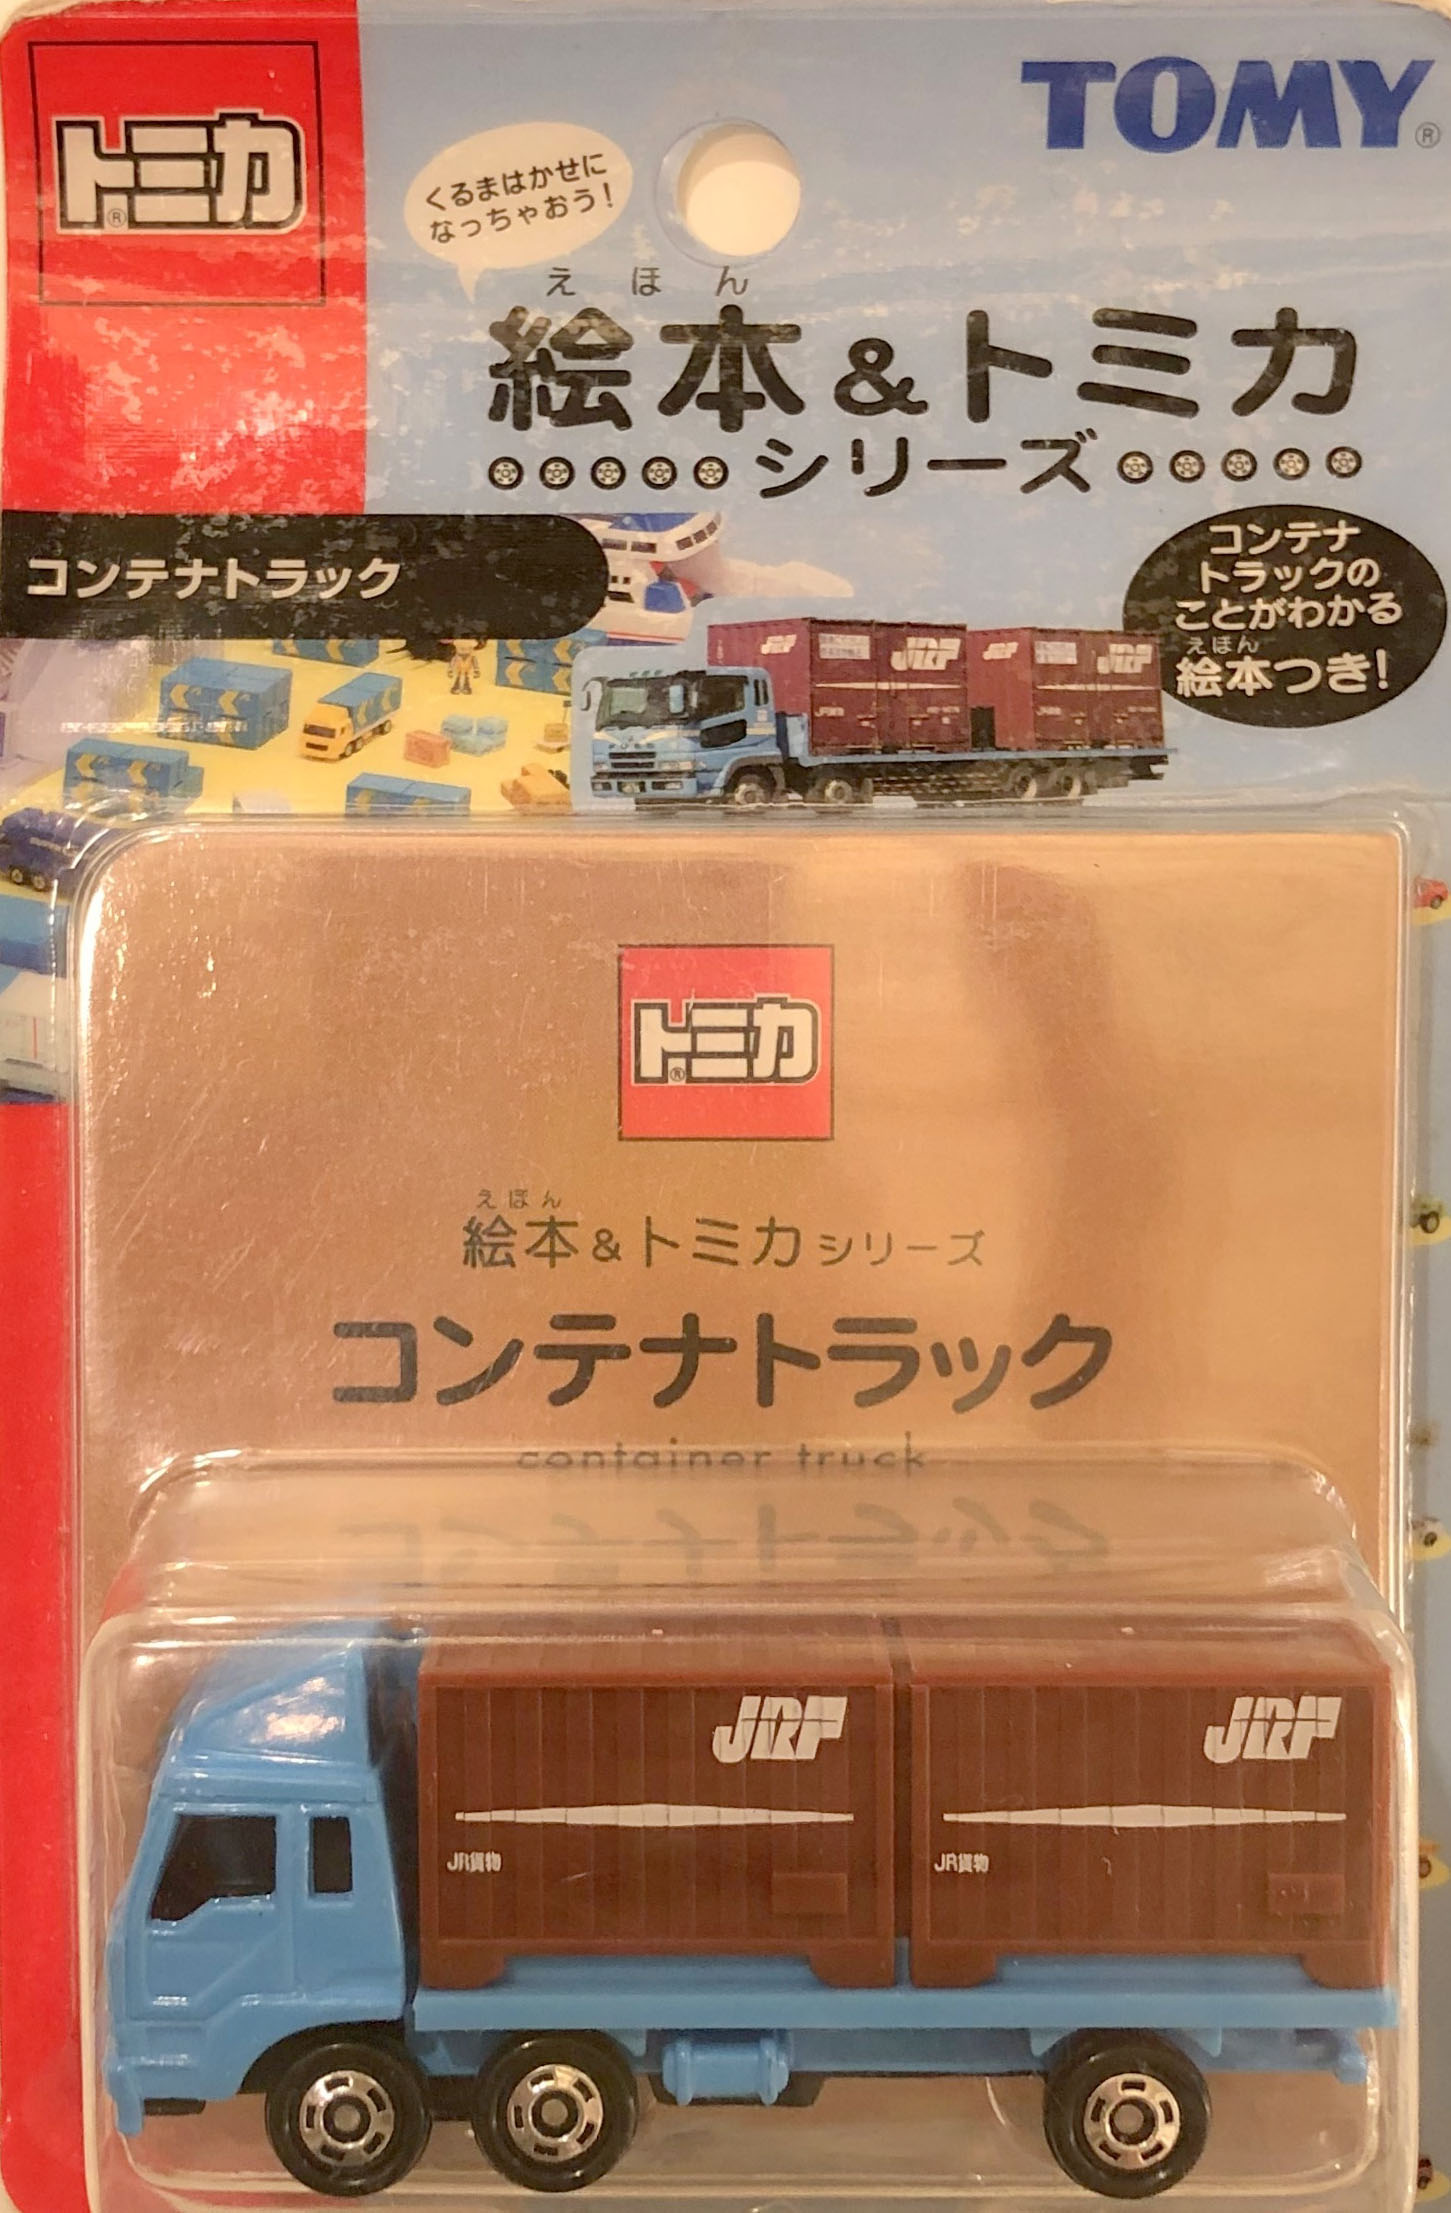 トミカ®
TOMY®
くるまはかせに
なっちゃおう!
えほん
絵本&トミカ
シリーズ
コンテナトラック
コンテナ
トラックの
ことがわかる
えほん
絵本つき!
JRF JRF JRF JRF
トミカ®
えほん
絵本&トミカシリーズ
コンテナトラック
container truck
JRF JRF
JR貨物 JR貨物